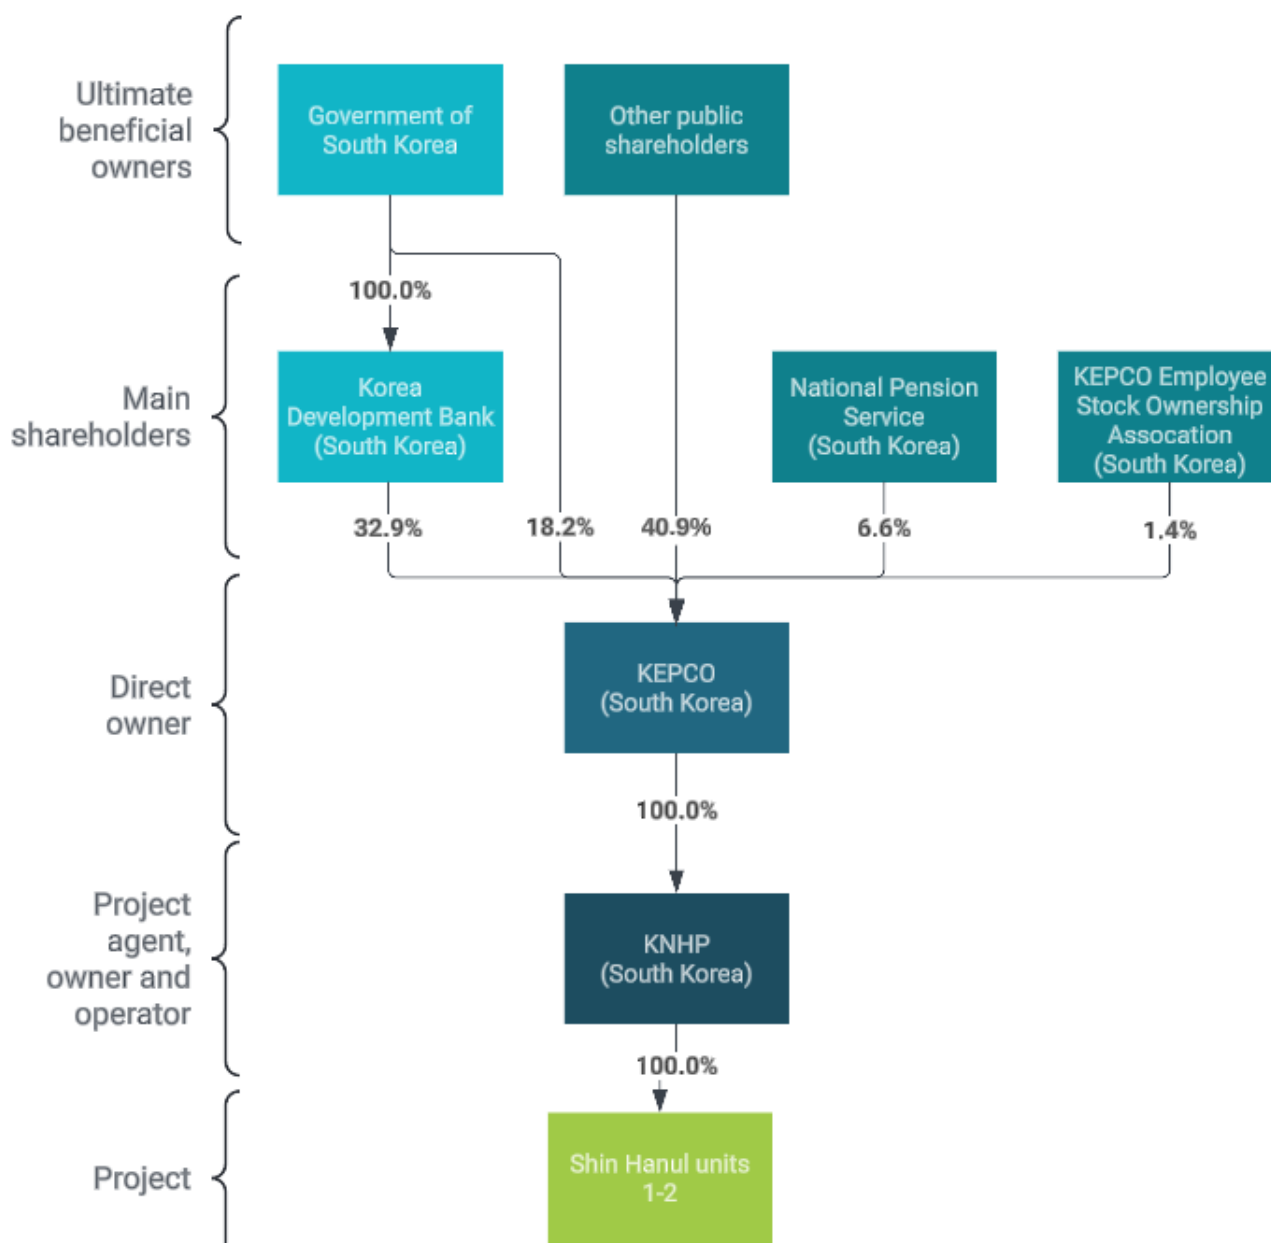 Ultimate
beneficial
owners
Government of
South Korea
Other public
shareholders
100.0%
Main
shareholders
Korea
Development Bank
(South Korea)
National Pension
Service
(South Korea)
KEPCO Employee
Stock Ownership
Assocation
(South Korea)
32.9%
18.2%
40.9%
6.6%
1.4%
Direct
owner
KEPCO
(South Korea)
100.0%
Project
agent,
owner and
operator
KNHP
(South Korea)
100.0%
Project
Shin Hanul units
1-2